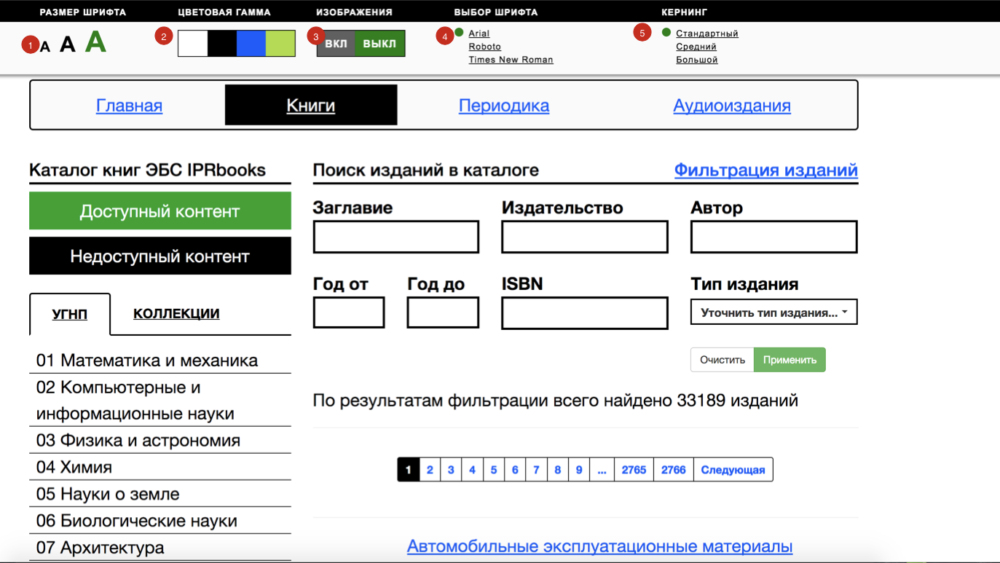 РАЗМЕР ШРИФТА ЦВЕТОВАЯ ГАММА ИЗОБРАЖЕНИЯ ВЫБОР ШРИФТА КЕРНИНГ
1 A A A 2 3 ВКЛ ВЫКЛ 4 Arial 5 Стандартный
Roboto Средний
Times New Roman Большой
Главная Книги Периодика Аудиоиздания
Каталог книг ЭБС IPRbooks
Доступный контент
Недоступный контент
УГНП КОЛЛЕКЦИИ
01 Математика и механика
02 Компьютерные и
информационные науки
03 Физика и астрономия
04 Химия
05 Науки о земле
06 Биологические науки
07 Архитектура
Поиск изданий в каталоге Фильтрация изданий
Заглавие Издательство Автор
Год от Год до ISBN Тип издания
Уточнить тип издания...
Очистить Применить
По результатам фильтрации всего найдено 33189 изданий
1 2 3 4 5 6 7 8 9 ... 2765 2766 Следующая
Автомобильные эксплуатационные материалы